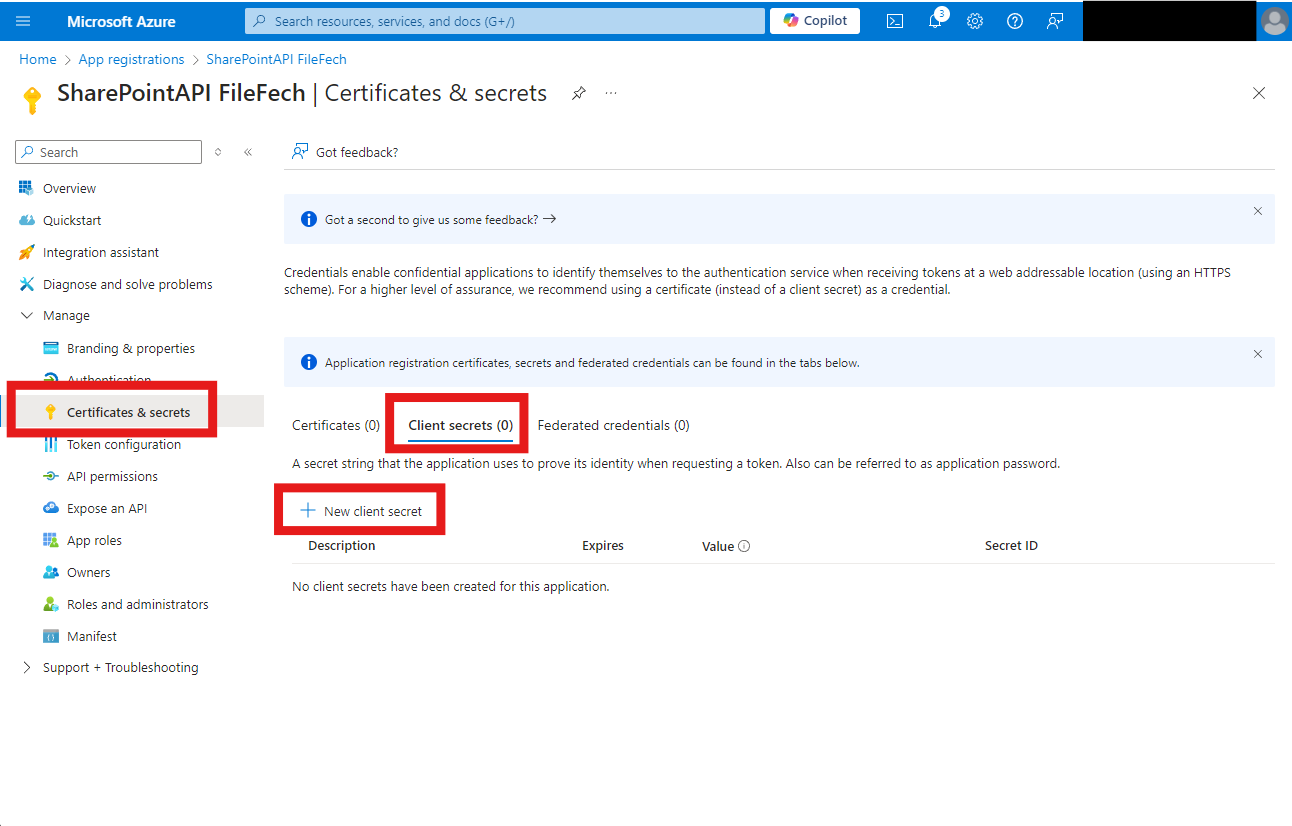 Microsoft Azure
Search resources, services, and docs (G+/)
Copilot
3
Home > App registrations > SharePointAPI FileFech
SharePointAPI FileFech | Certificates & secrets
Search
Got feedback?
Overview
Quickstart
Integration assistant
Diagnose and solve problems
Manage
Branding & properties
Authentication
Certificates & secrets
Token configuration
API permissions
Expose an API
App roles
Owners
Roles and administrators
Manifest
Support + Troubleshooting
Got a second to give us some feedback? →
Credentials enable confidential applications to identify themselves to the authentication service when receiving tokens at a web addressable location (using an HTTPS
scheme). For a higher level of assurance, we recommend using a certificate (instead of a client secret) as a credential.
Application registration certificates, secrets and federated credentials can be found in the tabs below.
Certificates (0) Client secrets (0) Federated credentials (0)
A secret string that the application uses to prove its identity when requesting a token. Also can be referred to as application password.
New client secret
Description Expires Value Secret ID
No client secrets have been created for this application.